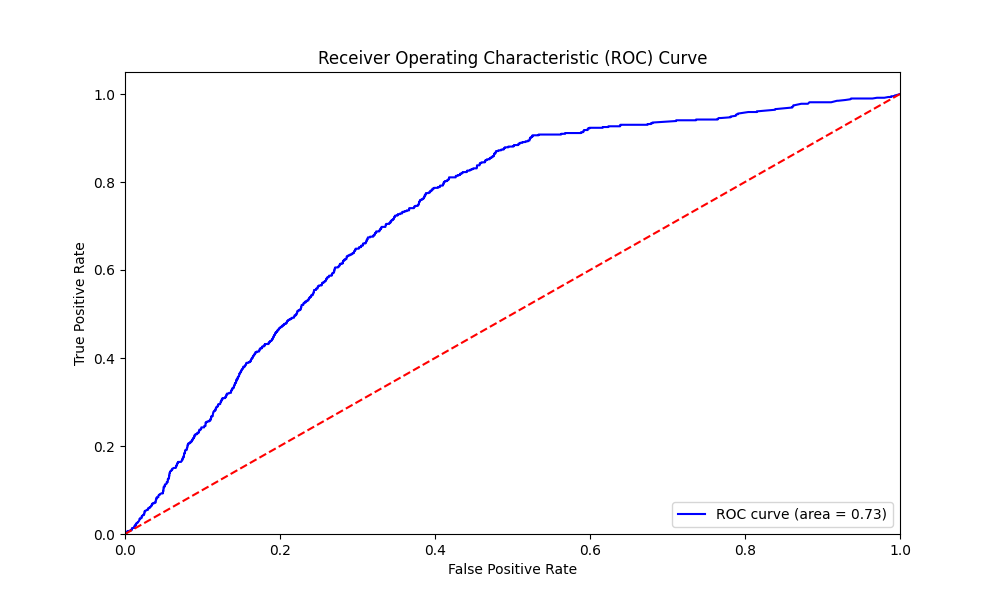 Receiver Operating Characteristic (ROC) Curve
True Positive Rate
1.0
0.8
0.6
0.4
0.2
0.0
0.0 0.2 0.4 0.6 0.8 1.0
False Positive Rate
ROC curve (area = 0.73)